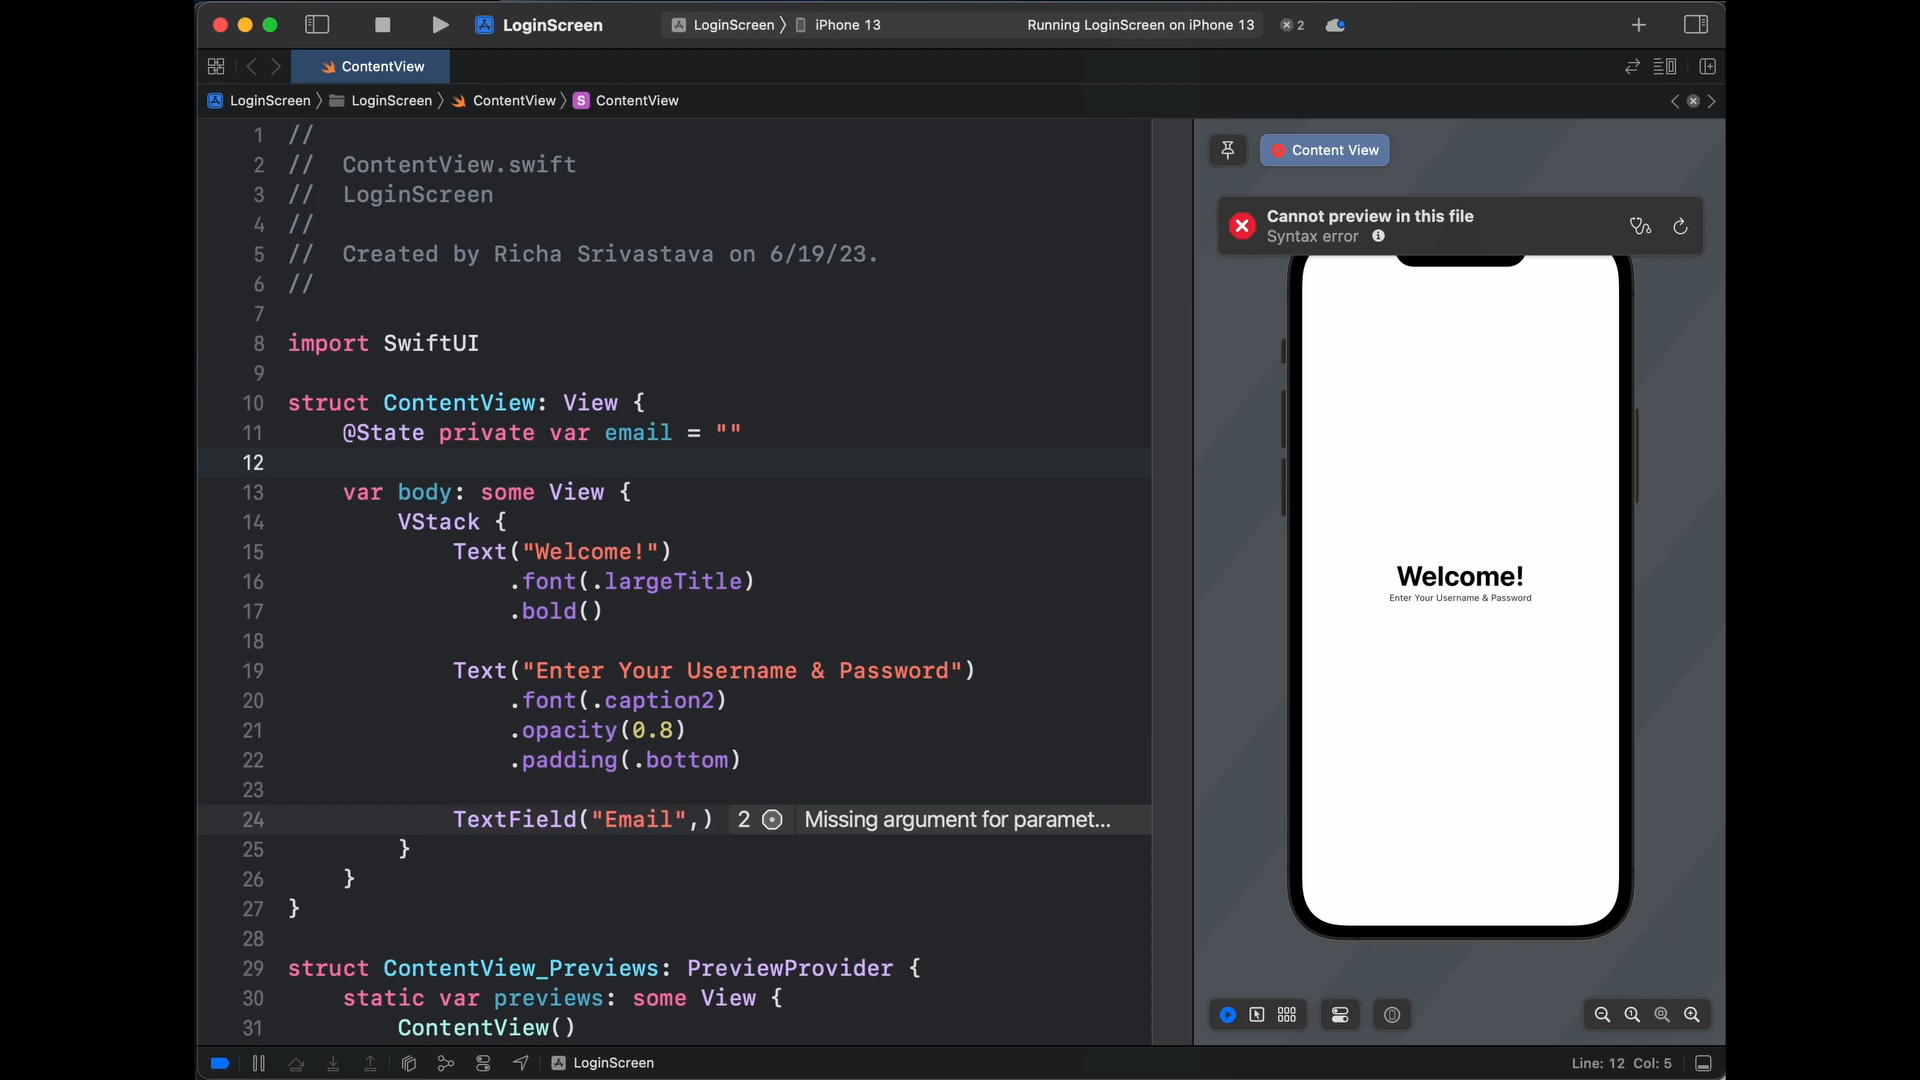 LoginScreen
LoginScreen 〉 iPhone 13
Running LoginScreen on iPhone 13
2
ContentView
LoginScreen 〉 LoginScreen 〉 ContentView 〉 S ContentView
1 //
2 //  ContentView.swift
3 //  LoginScreen
4 //
5 //  Created by Richa Srivastava on 6/19/23.
6 //
7
8 import SwiftUI
9
10 struct ContentView: View {
11     @State private var email = ""
12
13     var body: some View {
14         VStack {
15             Text("Welcome!")
16                 .font(.largeTitle)
17                 .bold()
18
19             Text("Enter Your Username & Password")
20                 .font(.caption2)
21                 .opacity(0.8)
22                 .padding(.bottom)
23
24             TextField("Email",) 2 Missing argument for paramet...
25         }
26     }
27 }
28
29 struct ContentView_Previews: PreviewProvider {
30     static var previews: some View {
31         ContentView()
Content View
Cannot preview in this file
Syntax error
Welcome!
Enter Your Username & Password
LoginScreen
Line: 12 Col: 5